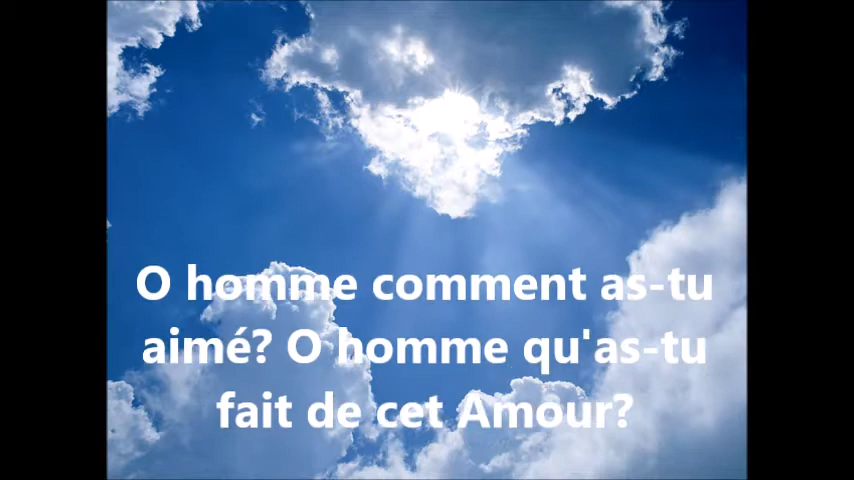 O homme comment as-tu
aimé? O homme qu'as-tu
fait de cet Amour?